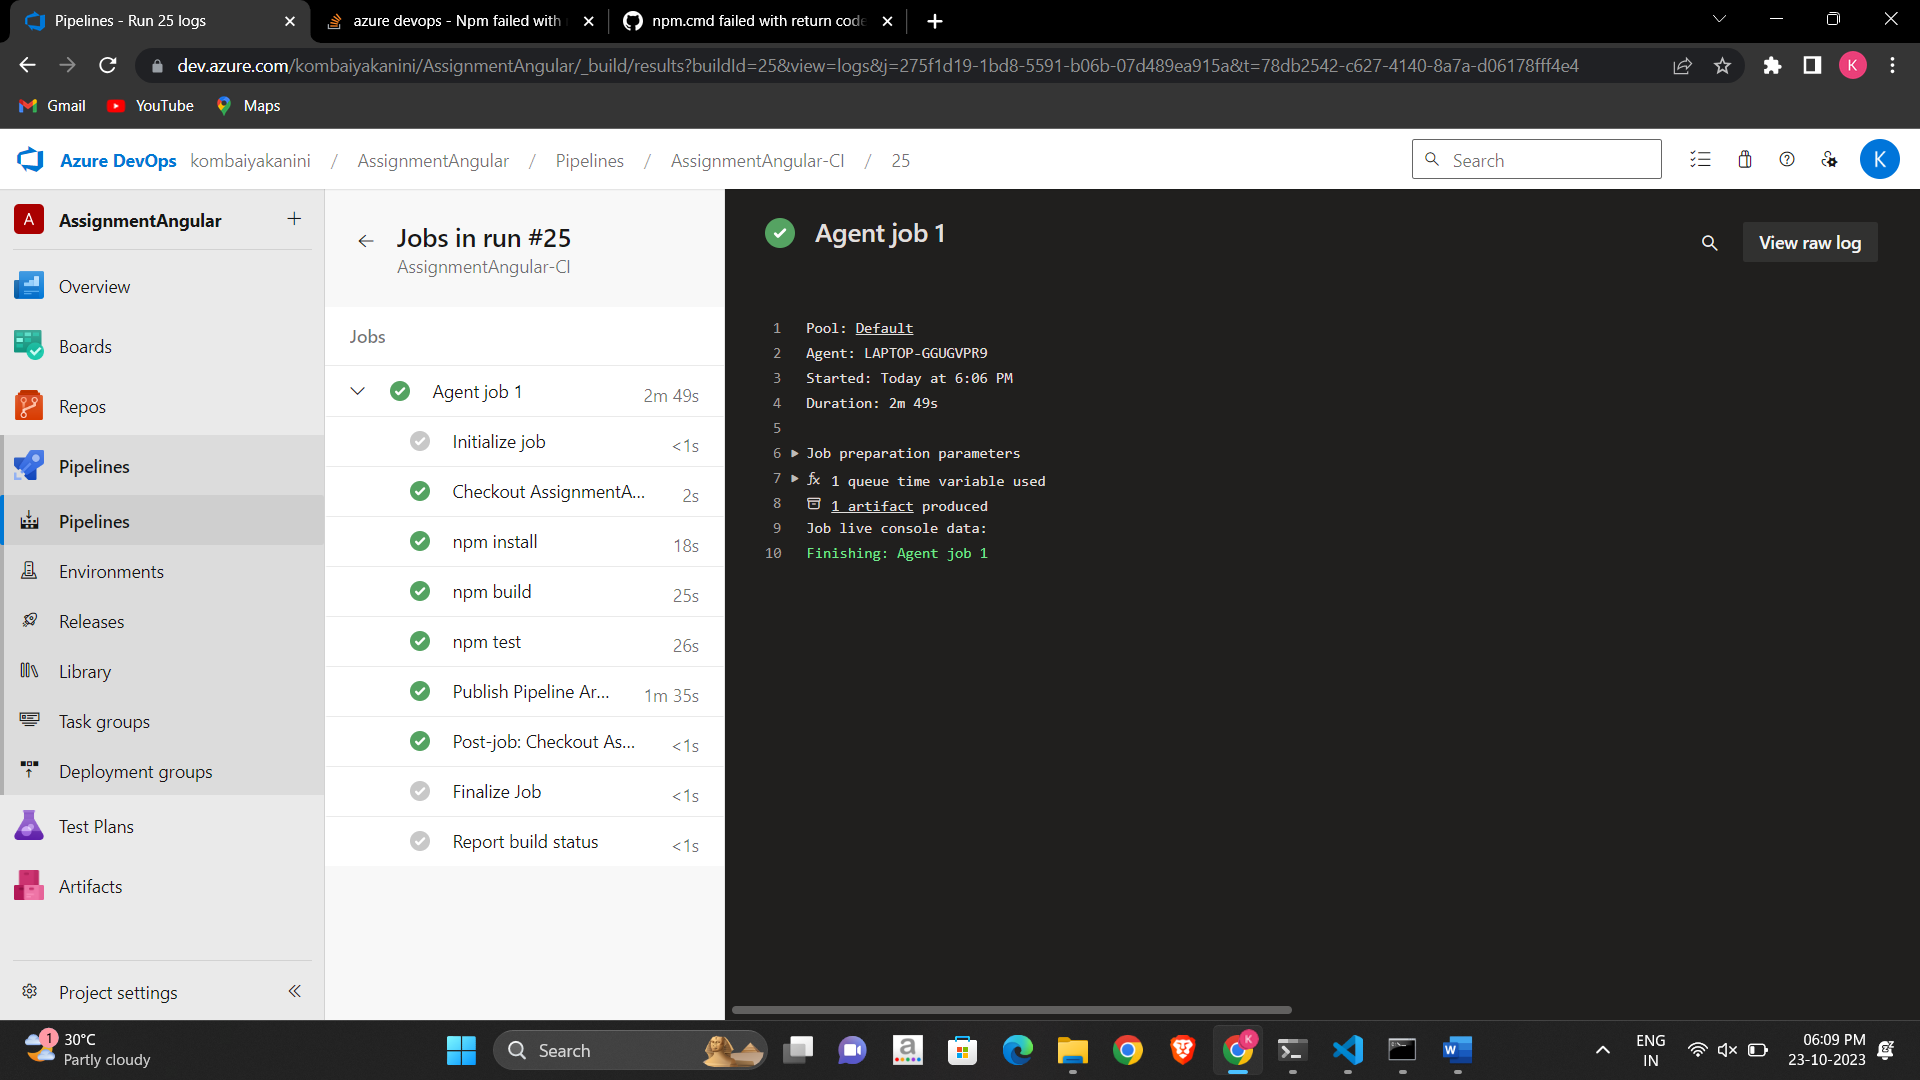 Pipelines - Run 25 logs
azure devops - Npm failed with
npm.cmd failed with return code
dev.azure.com/kombaiyakanini/AssignmentAngular/_build/results?buildId=25&view=logs&j=275f1d19-1bd8-5591-b06b-07d489ea915a&t=78db2542-c627-4140-8a7a-d06178fff4e4
K
Gmail
YouTube
Maps
Azure DevOps kombaiyakanini / AssignmentAngular / Pipelines / AssignmentAngular-CI / 25
Search
K
A AssignmentAngular
Overview
Boards
Repos
Pipelines
Pipelines
Environments
Releases
Library
Task groups
Deployment groups
Test Plans
Artifacts
Project settings
Jobs in run #25
AssignmentAngular-CI
Jobs
Agent job 1 2m 49s
Initialize job <1s
Checkout AssignmentA... 2s
npm install 18s
npm build 25s
npm test 26s
Publish Pipeline Ar... 1m 35s
Post-job: Checkout As... <1s
Finalize Job <1s
Report build status <1s
Agent job 1
View raw log
1 Pool: Default
2 Agent: LAPTOP-GGUGVPR9
3 Started: Today at 6:06 PM
4 Duration: 2m 49s
5
6 Job preparation parameters
7 fx 1 queue time variable used
8 1 artifact produced
9 Job live console data:
10 Finishing: Agent job 1
1
30°C
Partly cloudy
Search
a
K
W
ENG
IN
06:09 PM
23-10-2023